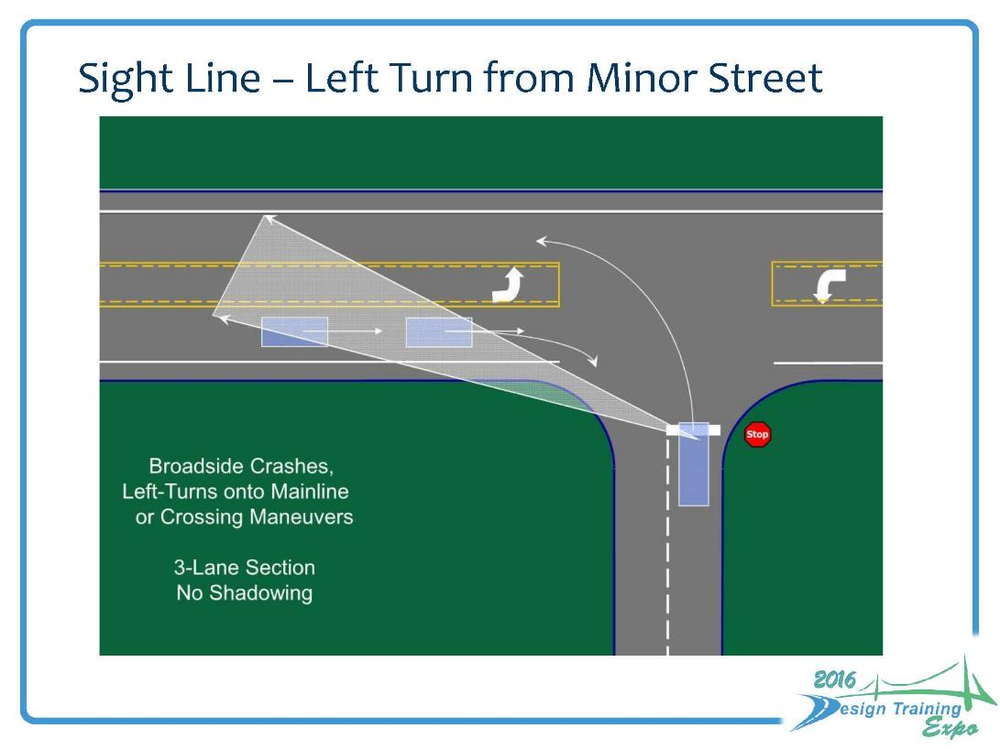 Sight Line – Left Turn from Minor Street
Stop
Broadside Crashes,
Left-Turns onto Mainline
or Crossing Maneuvers
3-Lane Section
No Shadowing
2016
Design Training
Expo